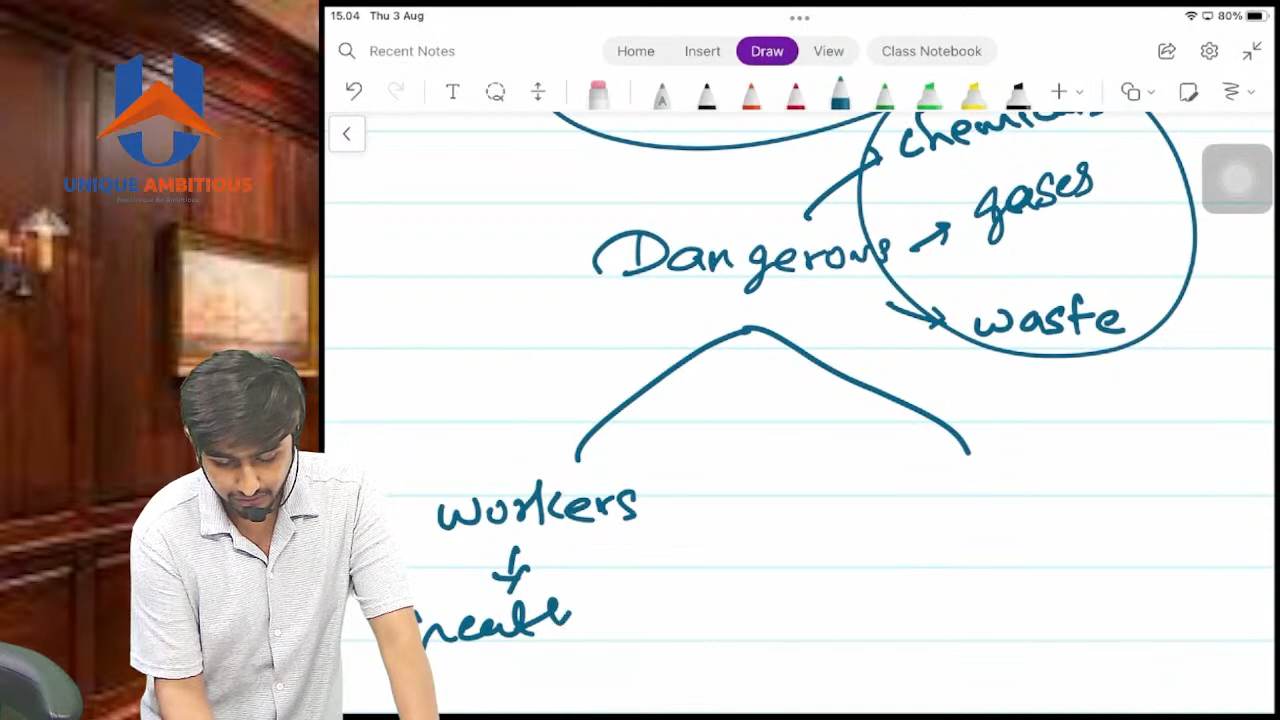 15.04 Thu 3 Aug
80%
Recent Notes
Home Insert Draw View Class Notebook
UNIQUE AMBITIOUS
gases
Dangerous
waste
workers